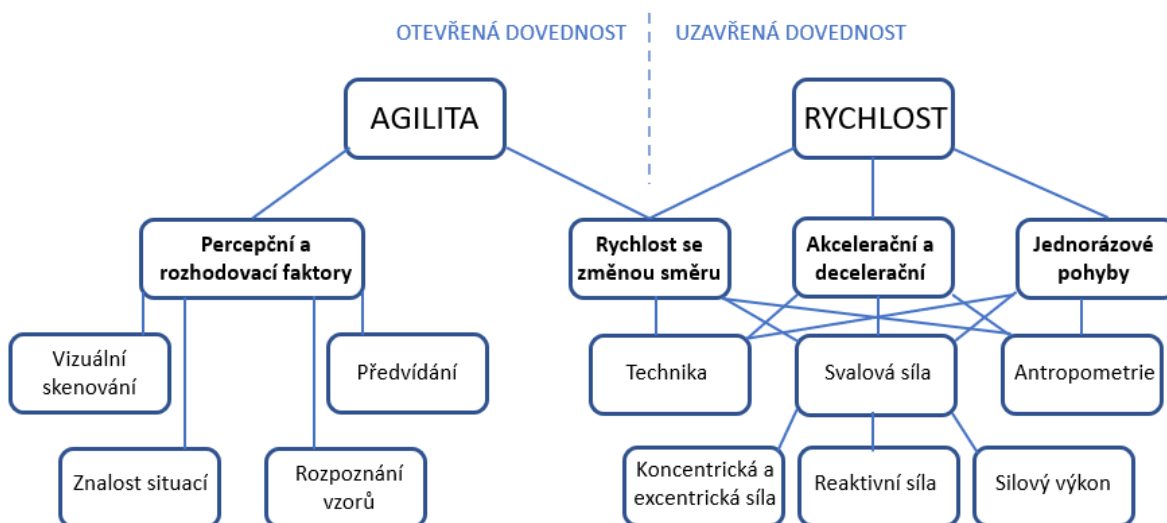 OTEVŘENÁ DOVEDNOST
UZAVŘENÁ DOVEDNOST
AGILITA
RYCHLOST
Percepční a
rozhodovací faktory
Rychlost se
změnou směru
Akcelerační a
decelerační
Jednorázové
pohyby
Vizuální
skenování
Předvídání
Technika
Svalová síla
Antropometrie
Znalost situací
Rozpoznání
vzorů
Koncentrická a
excentrická síla
Reaktivní síla
Silový výkon